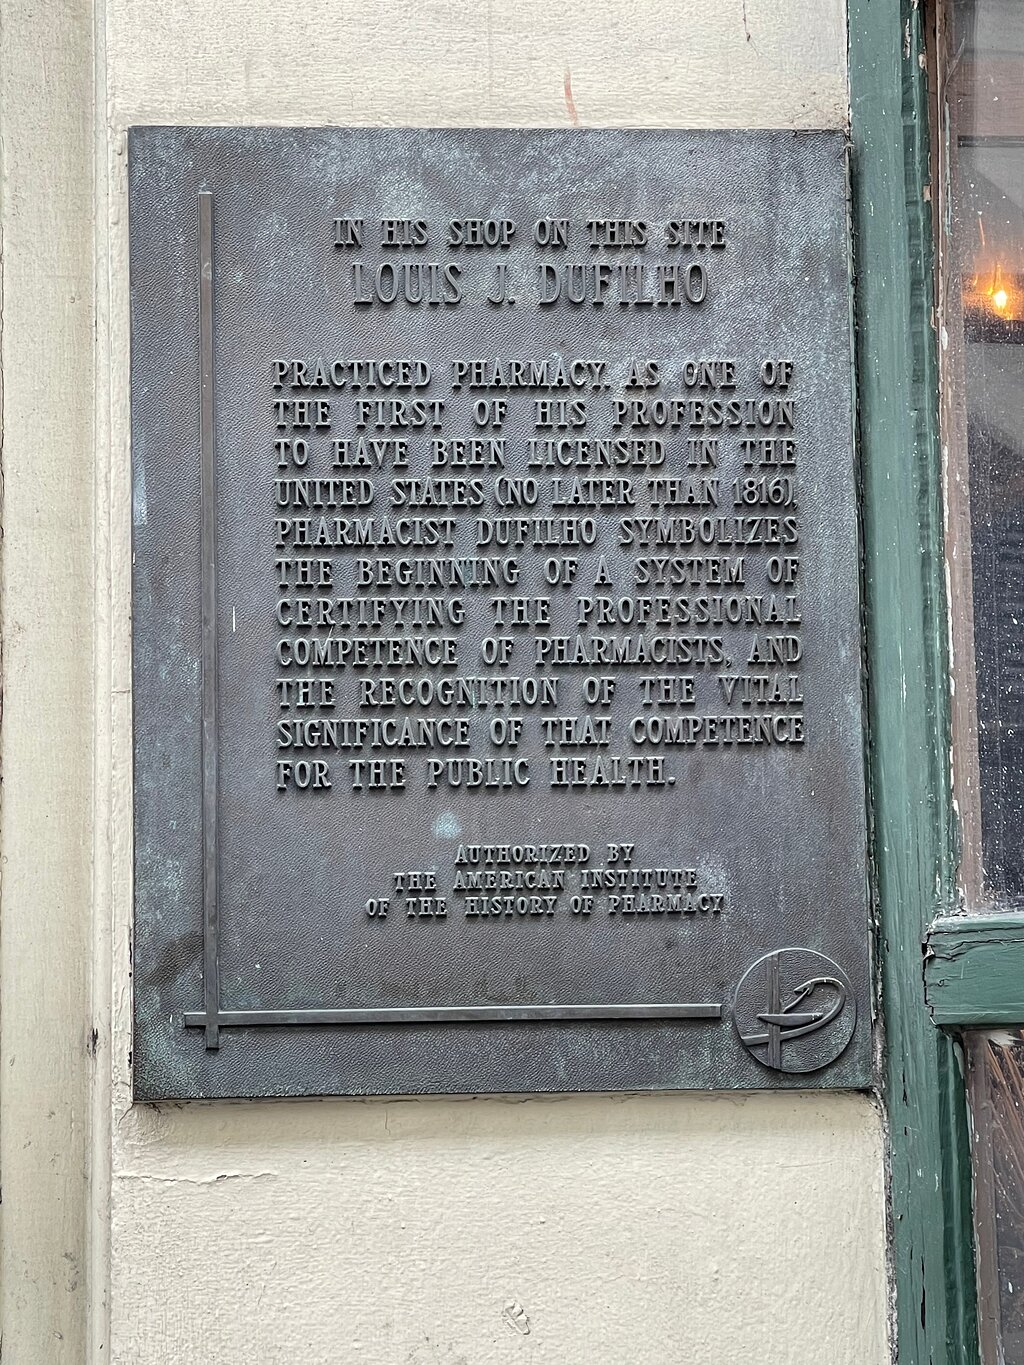 IN HIS SHOP ON THIS SITE
LOUIS J. DUFILHO
PRACTICED PHARMACY, AS ONE OF
THE FIRST OF HIS PROFESSION
TO HAVE BEEN LICENSED IN THE
UNITED STATES (NO LATER THAN 1816),
PHARMACIST DUFILHO SYMBOLIZES
THE BEGINNING OF A SYSTEM OF
CERTIFYING THE PROFESSIONAL
COMPETENCE OF PHARMACISTS, AND
THE RECOGNITION OF THE VITAL
SIGNIFICANCE OF THAT COMPETENCE
FOR THE PUBLIC HEALTH.
AUTHORIZED BY
THE AMERICAN INSTITUTE
OF THE HISTORY OF PHARMACY